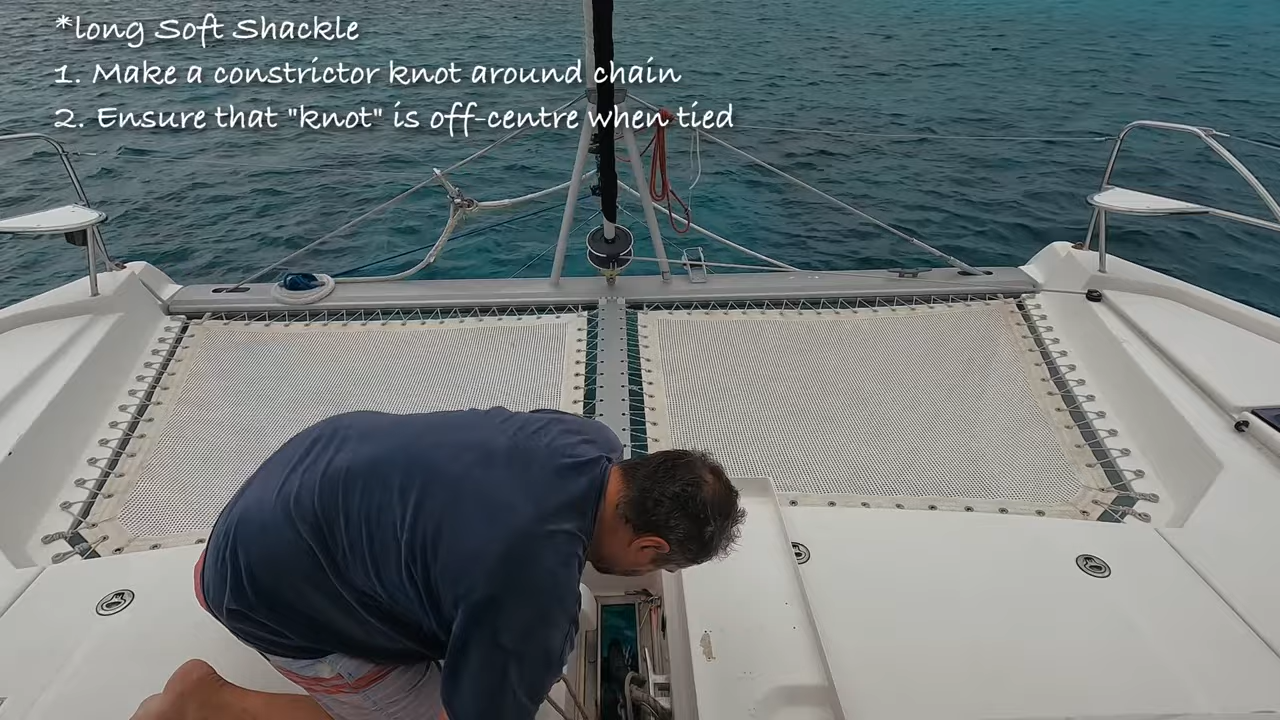 *long Soft Shackle
1. Make a constrictor knot around chain
2. Ensure that "knot" is off-centre when tied